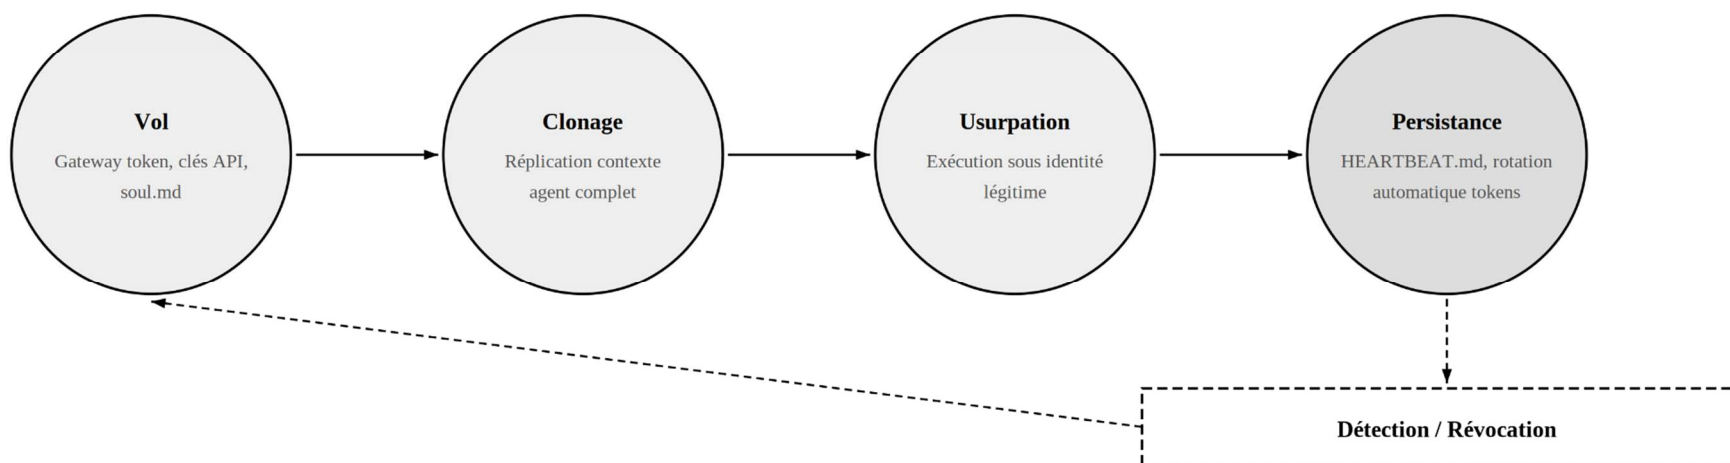 Vol
Gateway token, clés API,
soul.md
Clonage
Réplication contexte
agent complet
Usurpation
Exécution sous identité
légitime
Persistance
HEARTBEAT.md, rotation
automatique tokens
Détection / Révocation